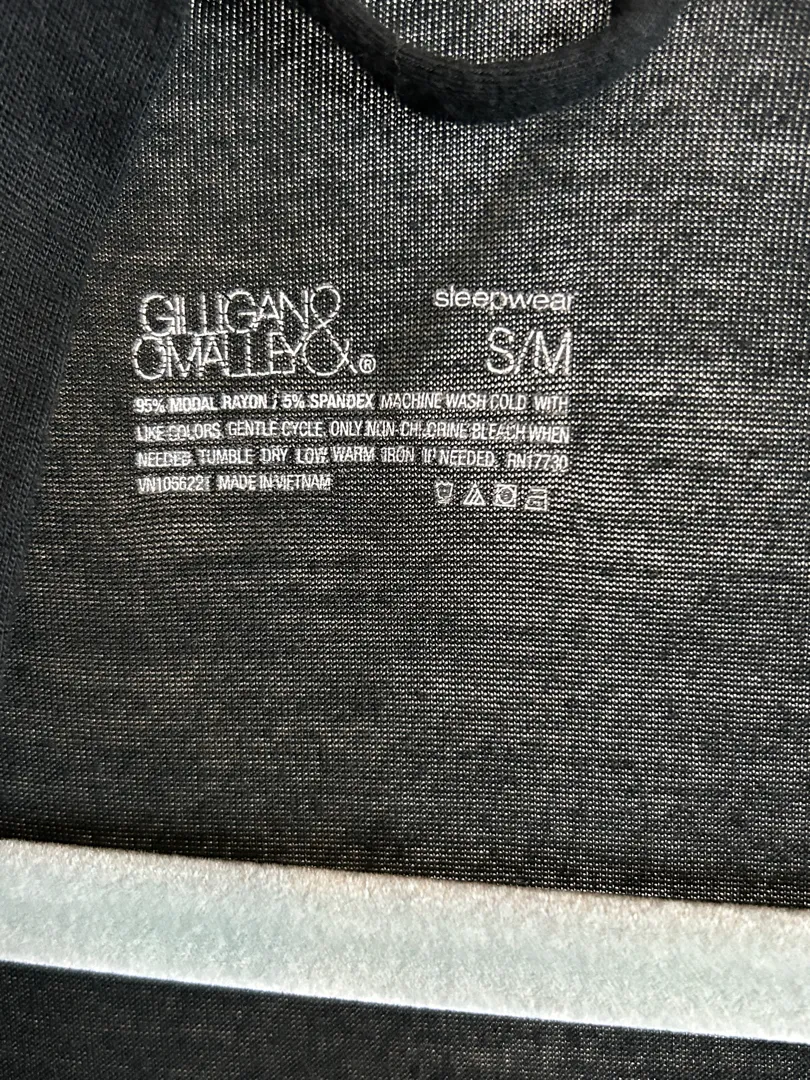 GILLIGAN &
OMALLEY ®
sleepwear
S/M
95% MODAL RAYON / 5% SPANDEX MACHINE WASH COLD WITH
LIKE COLORS, GENTLE CYCLE, ONLY NON-CHLORINE BLEACH WHEN
NEEDED, TUMBLE DRY LOW, WARM IRON IF NEEDED. RN17730
MADE IN VIETNAM